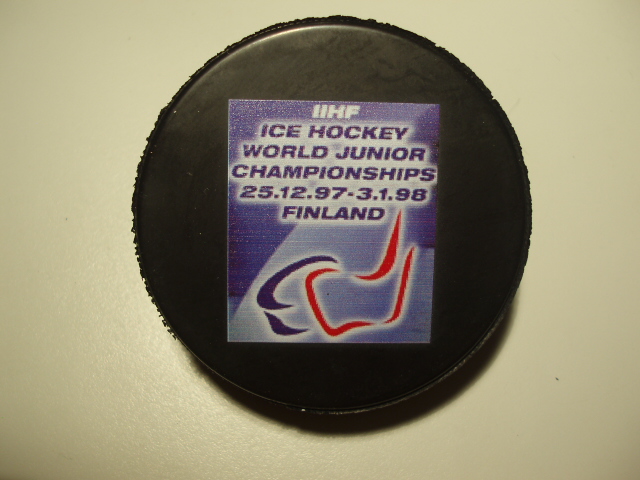 IIHF
ICE HOCKEY
WORLD JUNIOR
CHAMPIONSHIPS
25.12.97-3.1.98
FINLAND